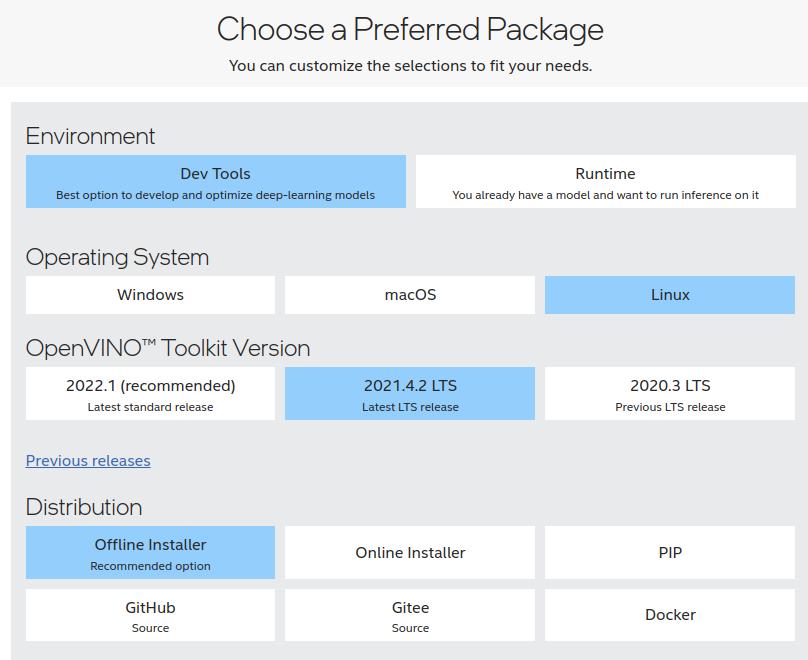 Choose a Preferred Package
You can customize the selections to fit your needs.
Environment
Dev Tools
Best option to develop and optimize deep-learning models
Runtime
You already have a model and want to run inference on it
Operating System
Windows
macOS
Linux
OpenVINO™ Toolkit Version
2022.1 (recommended)
Latest standard release
2021.4.2 LTS
Latest LTS release
2020.3 LTS
Previous LTS release
Previous releases
Distribution
Offline Installer
Recommended option
Online Installer
PIP
GitHub
Source
Gitee
Source
Docker